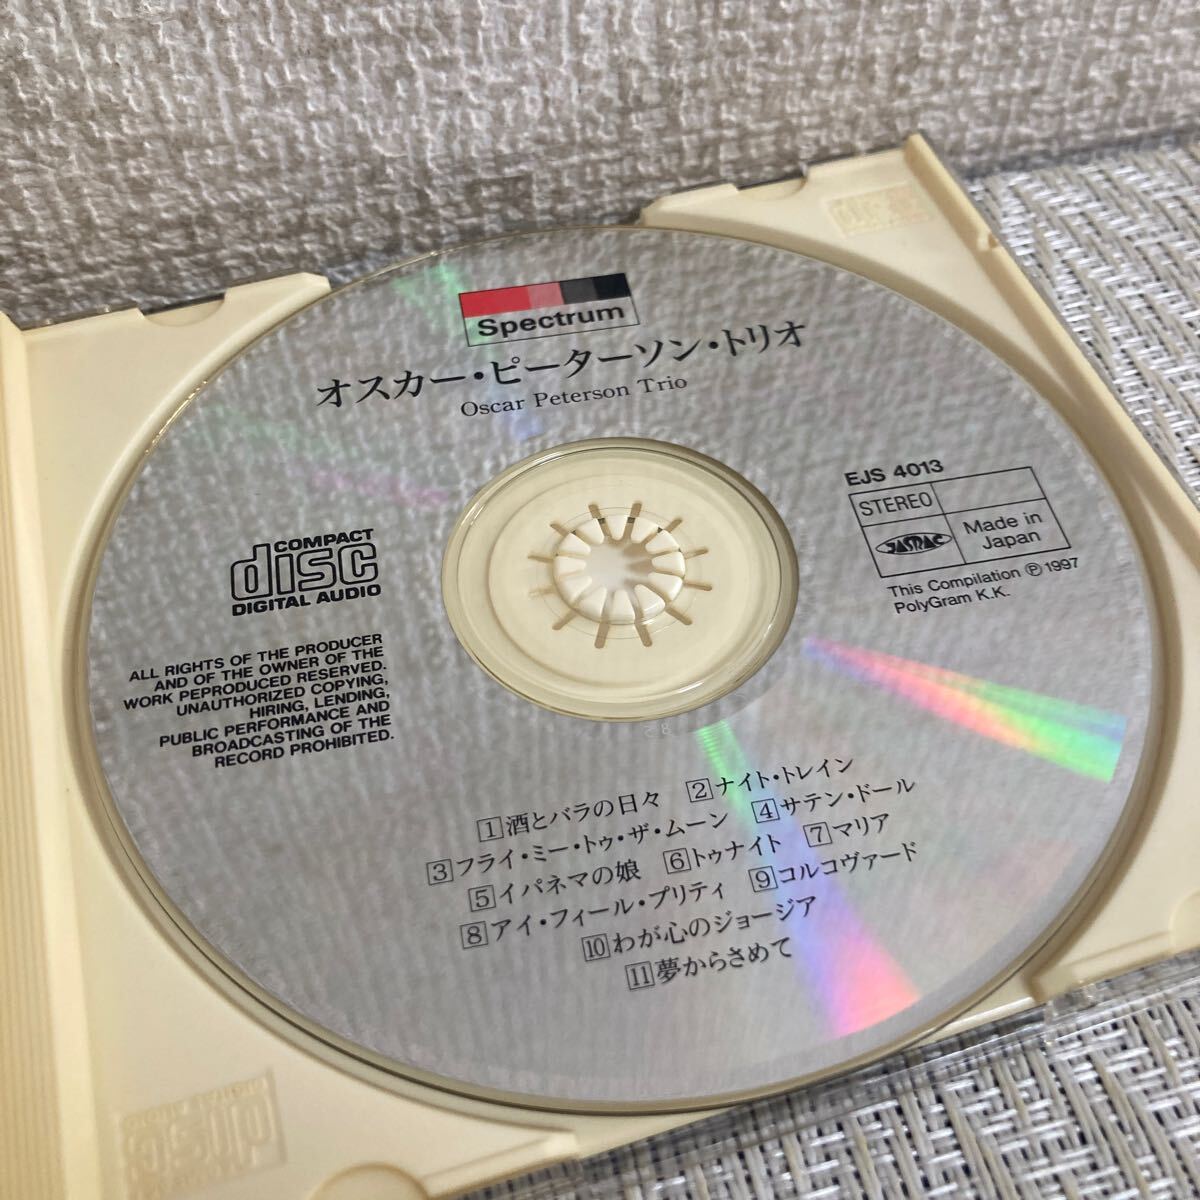 Spectrum
オスカー・ピーターソン・トリオ
Oscar Peterson Trio
EJS 4013
STEREO
JASRAC
Made in
Japan
This Compilation Ⓟ 1997
PolyGram K.K.
COMPACT
disc
DIGITAL AUDIO
ALL RIGHTS OF THE PRODUCER
AND OF THE OWNER OF THE
WORK PEPRODUCED RESERVED.
UNAUTHORIZED COPYING,
HIRING, LENDING,
PUBLIC PERFORMANCE AND
BROADCASTING OF THE
RECORD PROHIBITED.
1 酒とバラの日々 2 ナイト・トレイン
3 フライ・ミー・トゥ・ザ・ムーン 4 サテン・ドール
5 イパネマの娘 6 トゥナイト 7 マリア
8 アイ・フィール・プリティ 9 コルコヴァード
10 わが心のジョージア
11 夢からさめて
disc